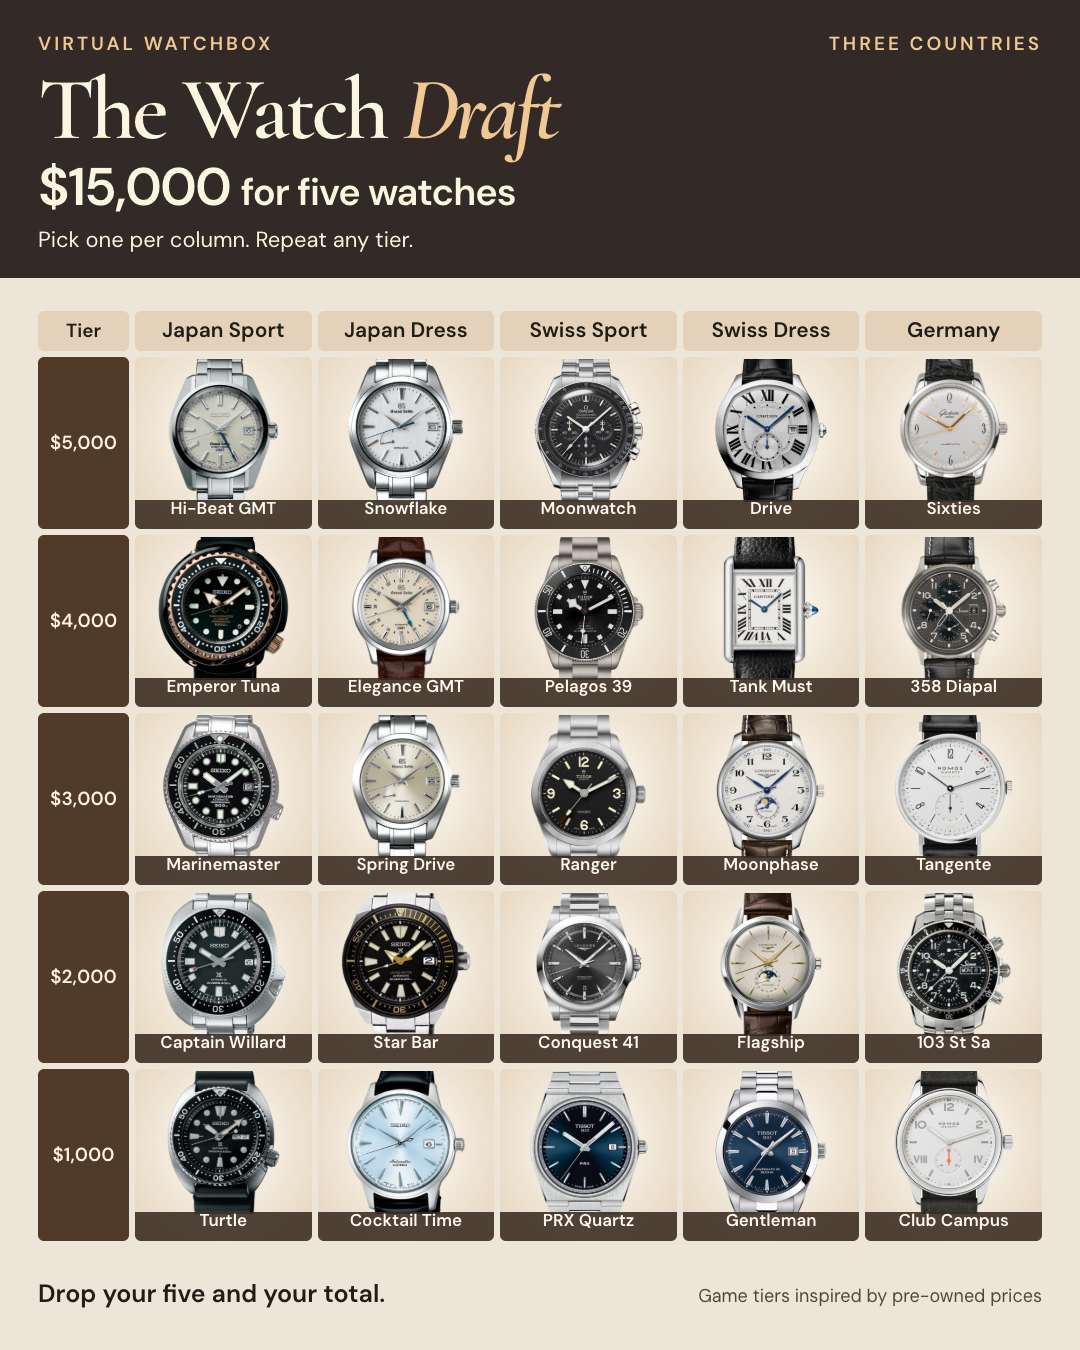 VIRTUAL WATCHBOX
THREE COUNTRIES
The Watch Draft
$15,000 for five watches
Pick one per column. Repeat any tier.
Tier
Japan Sport
Japan Dress
Swiss Sport
Swiss Dress
Germany
$5,000
Hi-Beat GMT
Snowflake
Moonwatch
Drive
Sixties
$4,000
Emperor Tuna
Elegance GMT
Pelagos 39
Tank Must
358 Diapal
$3,000
Marinemaster
Spring Drive
Ranger
Moonphase
Tangente
$2,000
Captain Willard
Star Bar
Conquest 41
Flagship
103 St Sa
$1,000
Turtle
Cocktail Time
PRX Quartz
Gentleman
Club Campus
Drop your five and your total.
Game tiers inspired by pre-owned prices